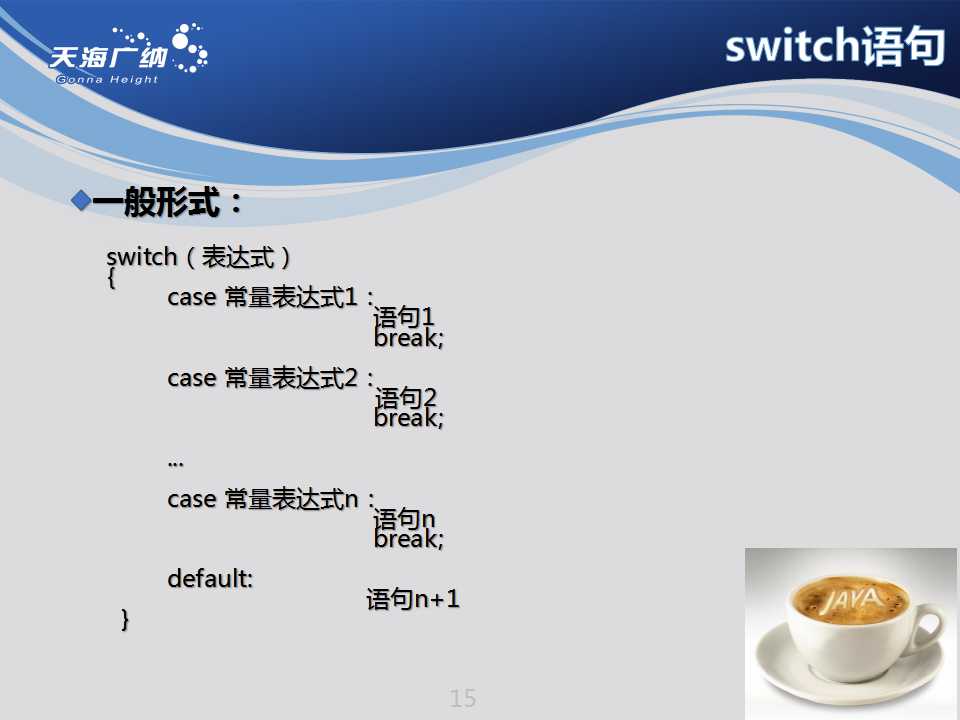 天海广纳
Gonna Height
switch语句
一般形式：
switch（表达式）
{
case 常量表达式1：
语句1
break;
case 常量表达式2：
语句2
break;
...
case 常量表达式n：
语句n
break;
default:
语句n+1
}
JAVA
15